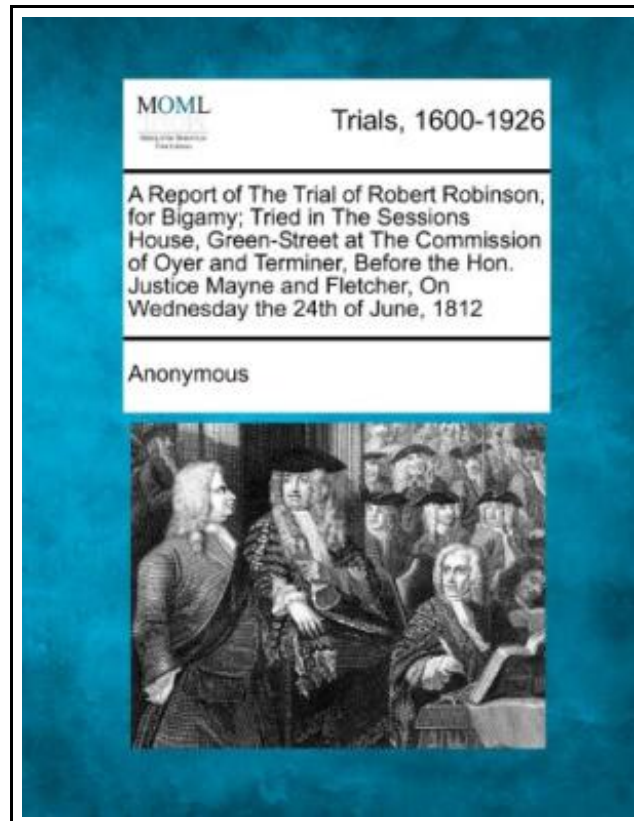 MOML
Trials, 1600-1926
A Report of The Trial of Robert Robinson,
for Bigamy; Tried in The Sessions
House, Green-Street at The Commission
of Oyer and Terminer, Before the Hon.
Justice Mayne and Fletcher, On
Wednesday the 24th of June, 1812
Anonymous